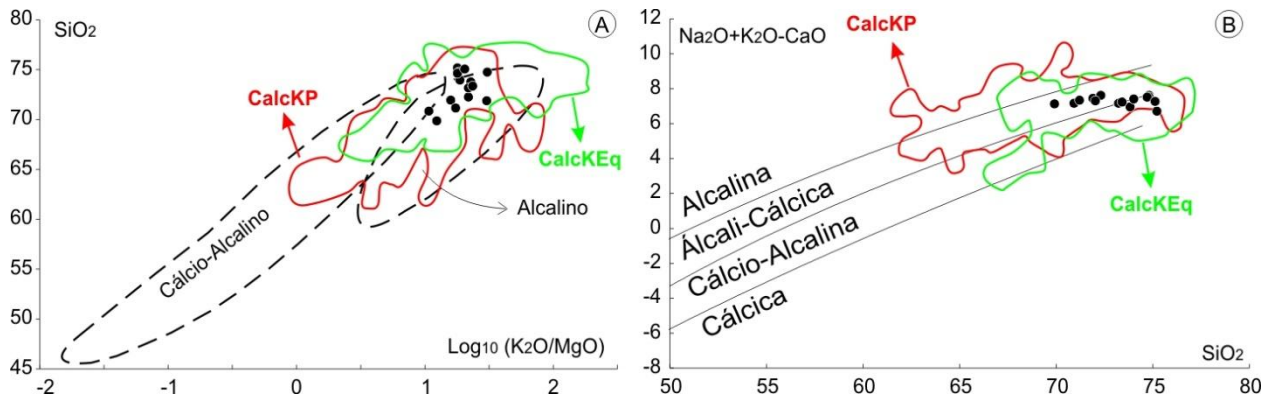 80
75
70
65
60
55
50
45
SiO2
A
CalcKP
CalcKEq
Alcalino
Cálcio-Alcalino
Log10 (K2O/MgO)
-2
-1
0
1
2
12
10
8
6
4
2
0
-2
-4
-6
-8
Na2O+K2O-CaO
B
CalcKP
CalcKEq
Alcalina
Álcali-Cálcica
Cálcio-Alcalina
Cálcica
SiO2
50
55
60
65
70
75
80